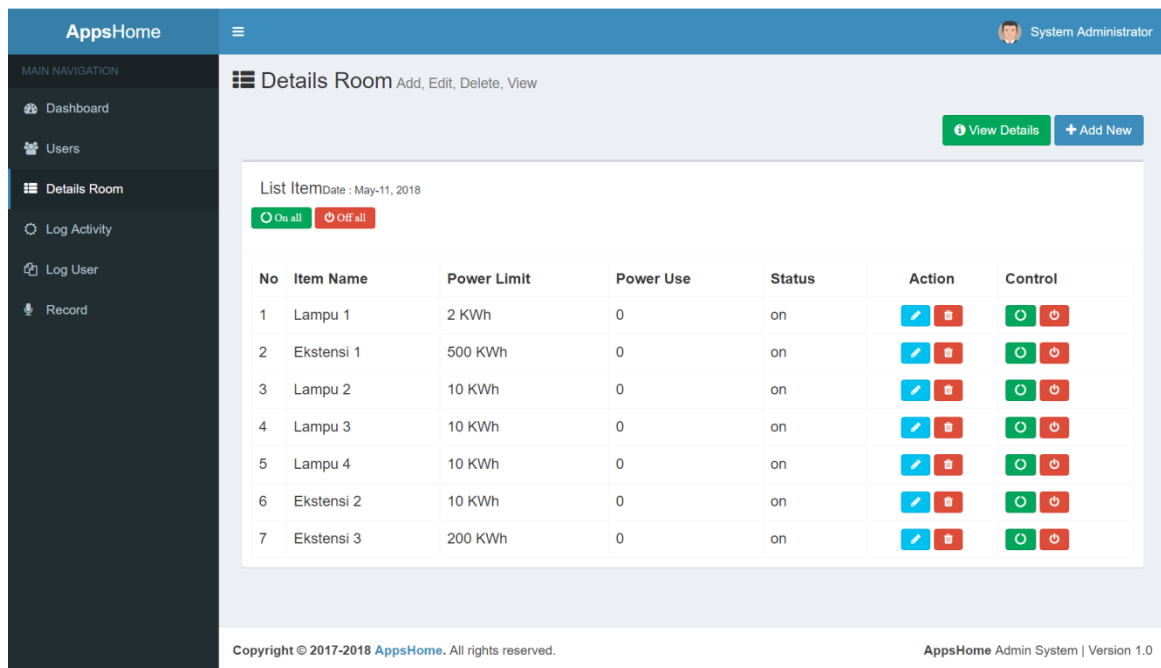 AppsHome
System Administrator
MAIN NAVIGATION
Dashboard
Users
Details Room
Log Activity
Log User
Record
Details Room Add, Edit, Delete, View
View Details + Add New
List Item Date : May-11, 2018
On all Off all
No Item Name Power Limit Power Use Status Action Control
1 Lampu 1 2 KWh 0 on
2 Ekstensi 1 500 KWh 0 on
3 Lampu 2 10 KWh 0 on
4 Lampu 3 10 KWh 0 on
5 Lampu 4 10 KWh 0 on
6 Ekstensi 2 10 KWh 0 on
7 Ekstensi 3 200 KWh 0 on
Copyright © 2017-2018 AppsHome. All rights reserved.
AppsHome Admin System | Version 1.0